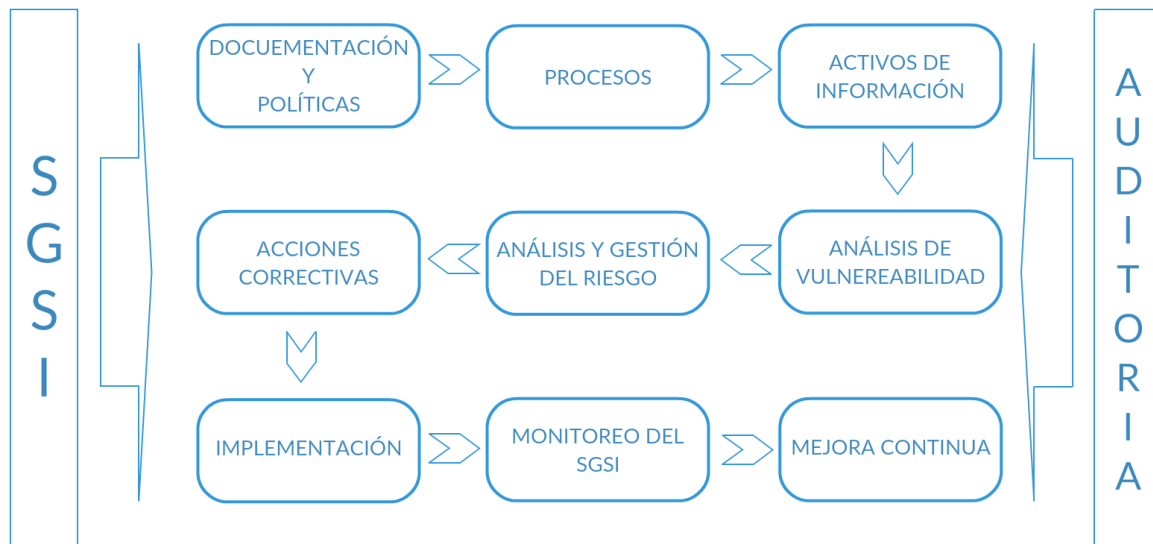 SGSI
DOCUEMENTACIÓN
Y
POLÍTICAS
PROCESOS
ACTIVOS DE
INFORMACIÓN
ANÁLISIS DE
VULNEREABILIDAD
ANÁLISIS Y GESTIÓN
DEL RIESGO
ACCIONES
CORRECTIVAS
IMPLEMENTACIÓN
MONITOREO DEL
SGSI
MEJORA CONTINUA
AUDITORIA